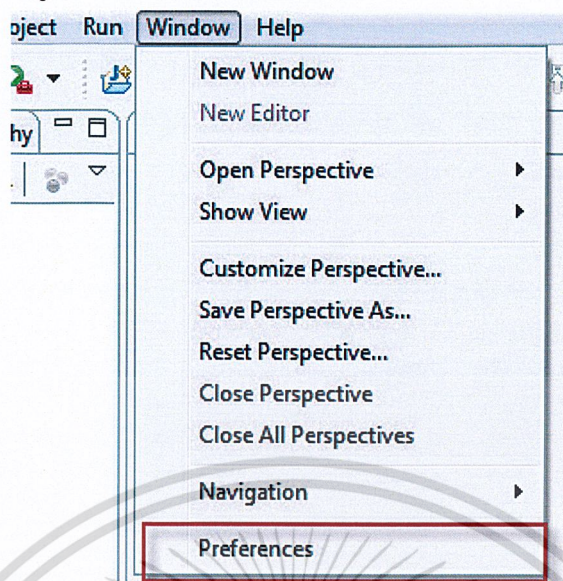 oject Run Window Help
New Window
New Editor
hy
Open Perspective
Show View
Customize Perspective...
Save Perspective As...
Reset Perspective...
Close Perspective
Close All Perspectives
Navigation
Preferences